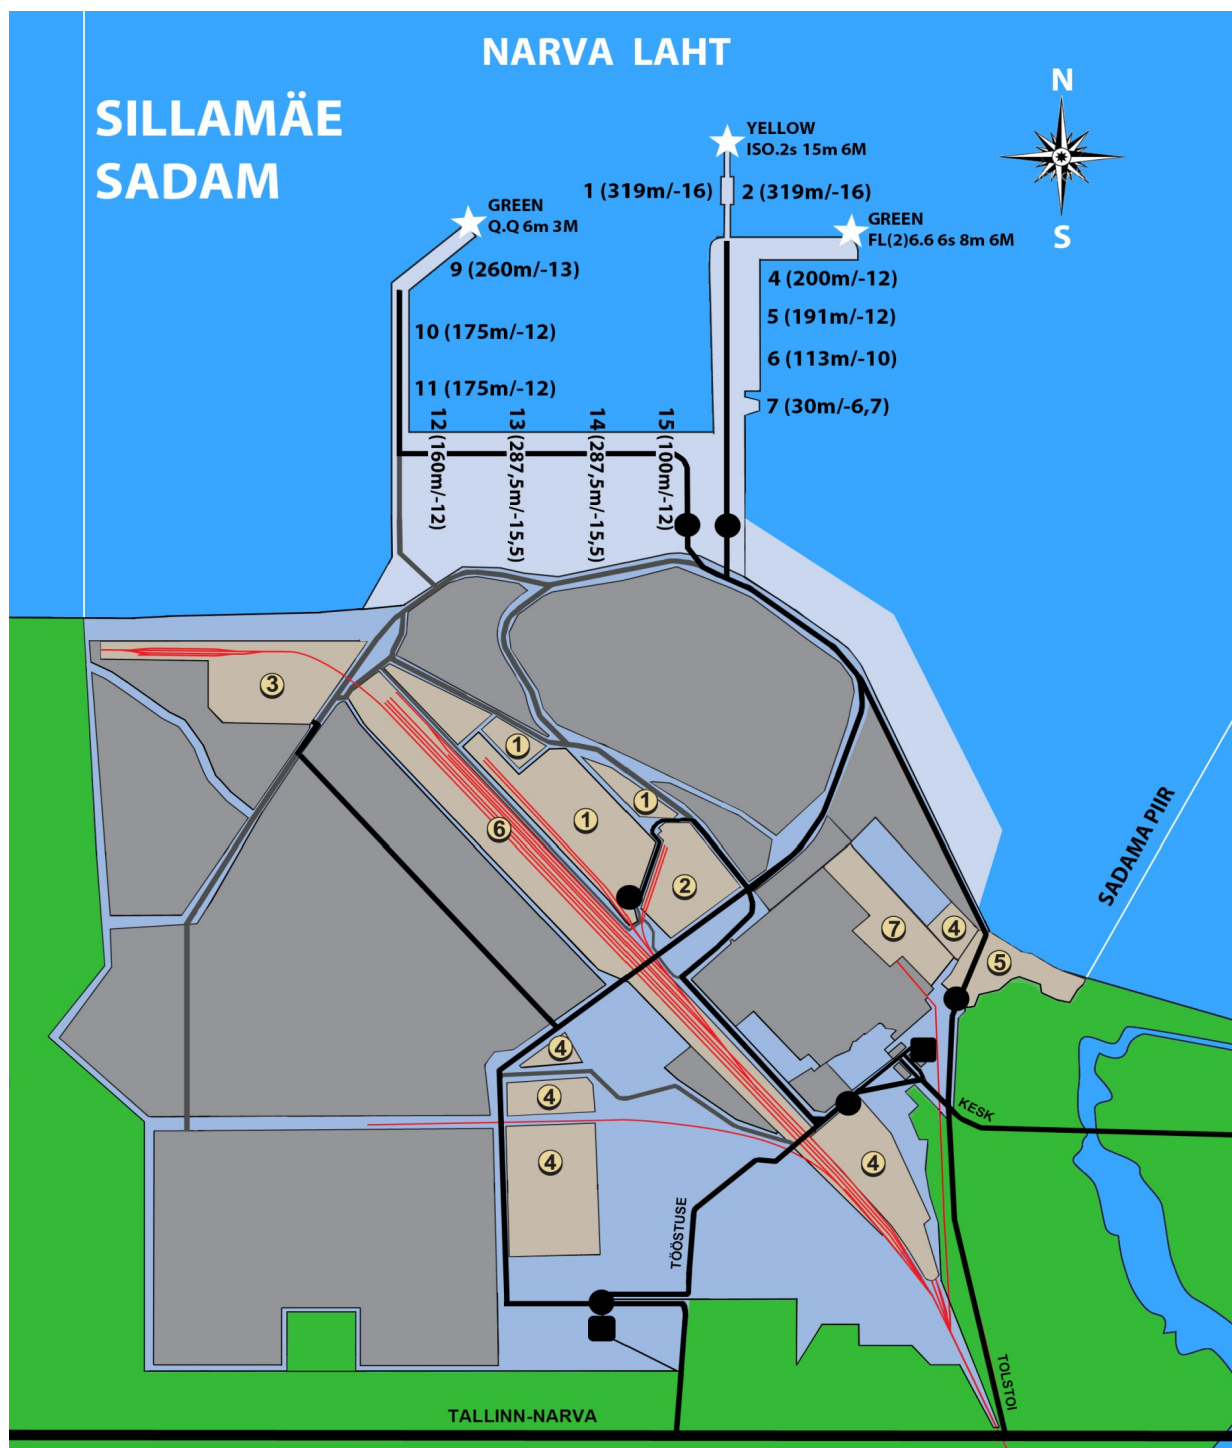 NARVA LAHT
SILLAMÄE
SADAM
N
S
YELLOW
ISO.2s 15m 6M
1 (319m/-16)
2 (319m/-16)
GREEN
Q.Q 6m 3M
GREEN
FL(2)6.6 6s 8m 6M
9 (260m/-13)
4 (200m/-12)
5 (191m/-12)
10 (175m/-12)
6 (113m/-10)
11 (175m/-12)
7 (30m/-6,7)
12 (160m/-12)
13 (287,5m/-15,5)
14 (287,5m/-15,5)
15 (100m/-12)
3
1
1
1
6
2
7
4
5
SADAMA PIIR
4
4
4
4
KESK
TÖÖSTUSE
TOLSTOI
TALLINN-NARVA